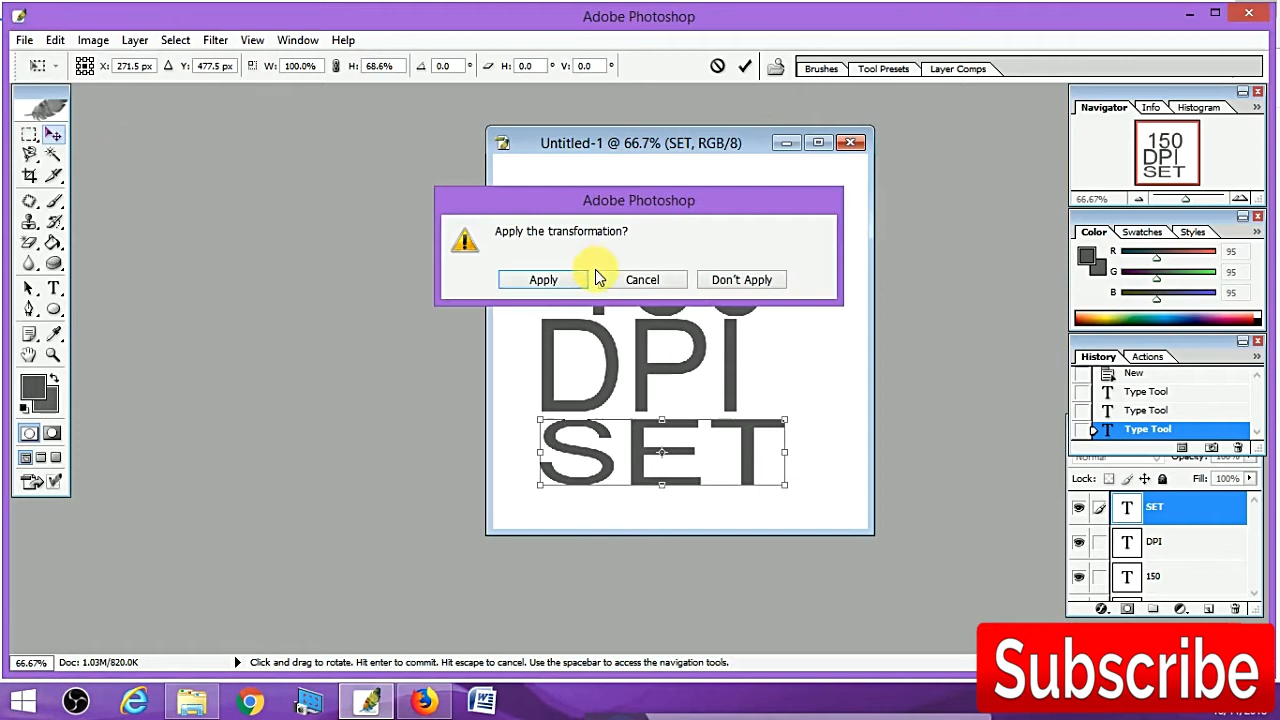 Adobe Photoshop
File Edit Image Layer Select Filter View Window Help
X: 271.5 px Y: 477.5 px W: 100.0% H: 68.6% 0.0 ° H: 0.0 ° V: 0.0 °
Brushes Tool Presets Layer Comps
Untitled-1 @ 66.7% (SET, RGB/8)
Adobe Photoshop
Apply the transformation?
Apply Cancel Don't Apply
DPI
SET
Navigator Info Histogram
150
DPI
SET
66.67%
Color Swatches Styles
R 95
G 95
B 95
History Actions
New
Type Tool
Type Tool
Type Tool
Normal Opacity: 100%
Lock: Fill: 100%
T SET
T DPI
T 150
66.67% Doc: 1.03M/820.0K Click and drag to rotate. Hit enter to commit. Hit escape to cancel. Use the spacebar to access the navigation tools.
Subscribe